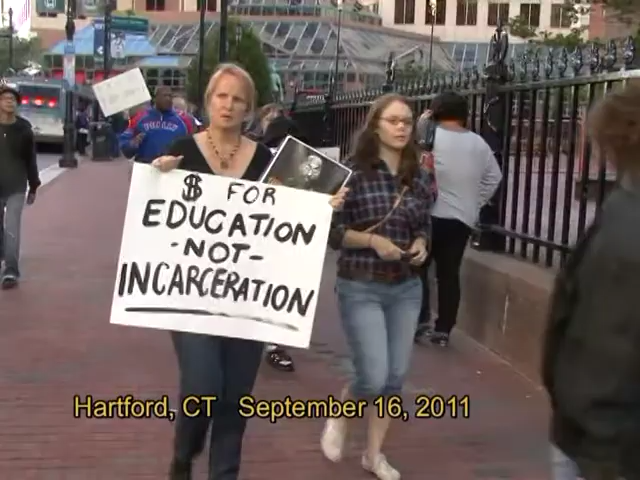 $ FOR
EDUCATION
-NOT-
INCARCERATION
Hartford, CT September 16, 2011